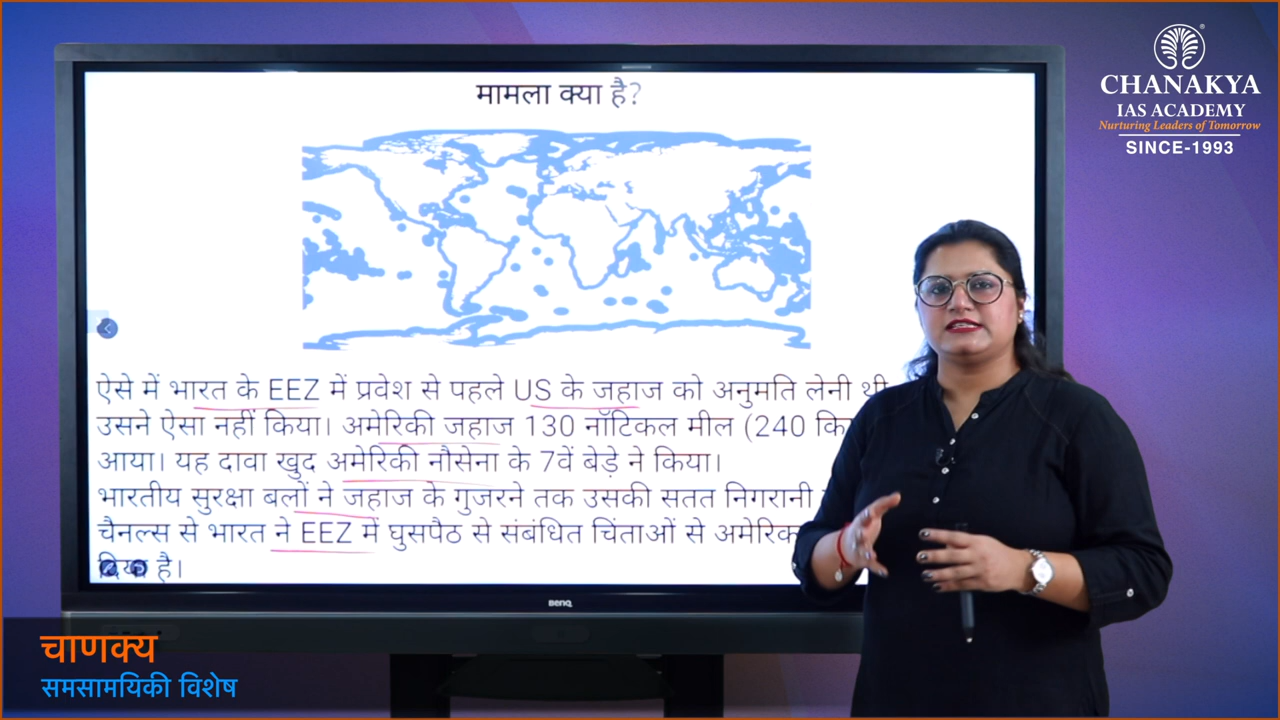 मामला क्या है?
ऐसे में भारत के EEZ में प्रवेश से पहले US के जहाज को अनुमति लेनी थी
उसने ऐसा नहीं किया। अमेरिकी जहाज 130 नॉटिकल मील (240
आया। यह दावा खुद अमेरिकी नौसेना के 7वें बेड़े ने किया।
भारतीय सुरक्षा बलों ने जहाज के गुजरने तक उसकी सतत निगरानी
चैनल्स से भारत ने EEZ में घुसपैठ से संबंधित चिंताओं से
दिया है।
BenQ
CHANAKYA
IAS ACADEMY
Nurturing Leaders of Tomorrow
SINCE-1993
चाणक्य
समसामयिकी विशेष